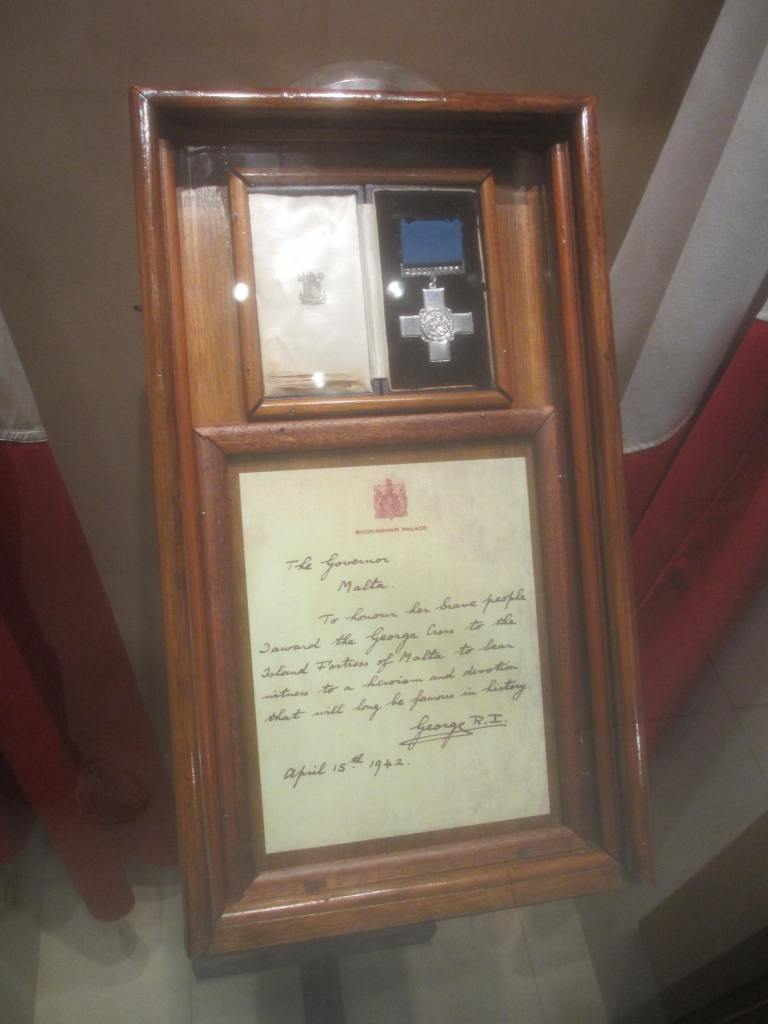 BUCKINGHAM PALACE
The Governor
Malta.
To honour her brave people
I award the George Cross to the
Island Fortress of Malta to bear
witness to a heroism and devotion
that will long be famous in history.
George R.I.
April 15th 1942.